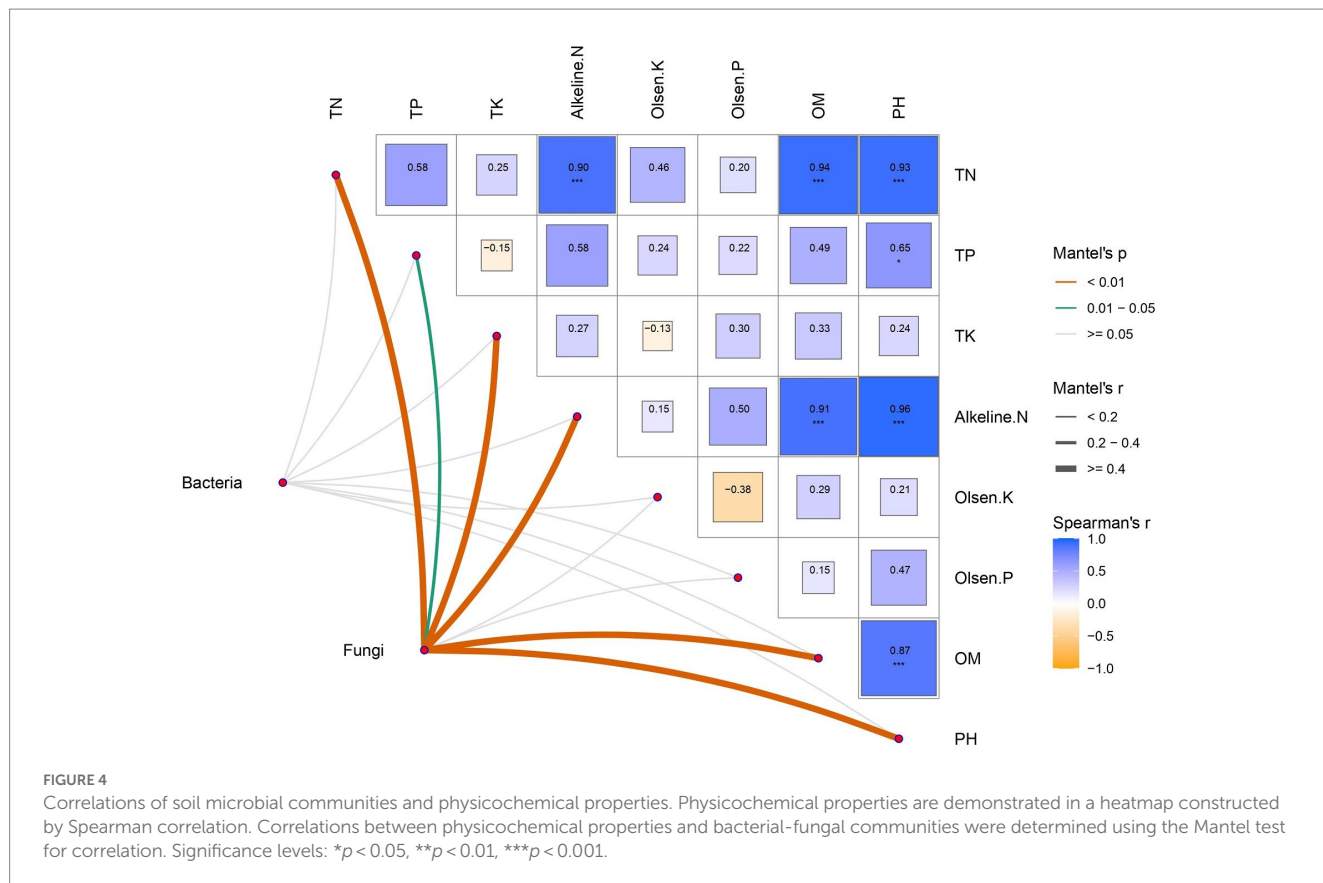 TN
TP
TK
Alkeline.N
Olsen.K
Olsen.P
OM
PH
0.58 0.25 0.90 0.46 0.20 0.94 0.93 TN
*** *** ***
−0.15 0.58 0.24 0.22 0.49 0.65 TP
*
0.27 −0.13 0.30 0.33 0.24 TK
0.15 0.50 0.91 0.96 Alkeline.N
*** ***
−0.38 0.29 0.21 Olsen.K
0.15 0.47 Olsen.P
0.87 OM
***
PH
Bacteria
Fungi
Mantel's p
< 0.01
0.01 − 0.05
>= 0.05
Mantel's r
< 0.2
0.2 − 0.4
>= 0.4
Spearman's r
1.0
0.5
0.0
−0.5
−1.0
FIGURE 4
Correlations of soil microbial communities and physicochemical properties. Physicochemical properties are demonstrated in a heatmap constructed
by Spearman correlation. Correlations between physicochemical properties and bacterial-fungal communities were determined using the Mantel test
for correlation. Significance levels: *p < 0.05, **p < 0.01, ***p < 0.001.